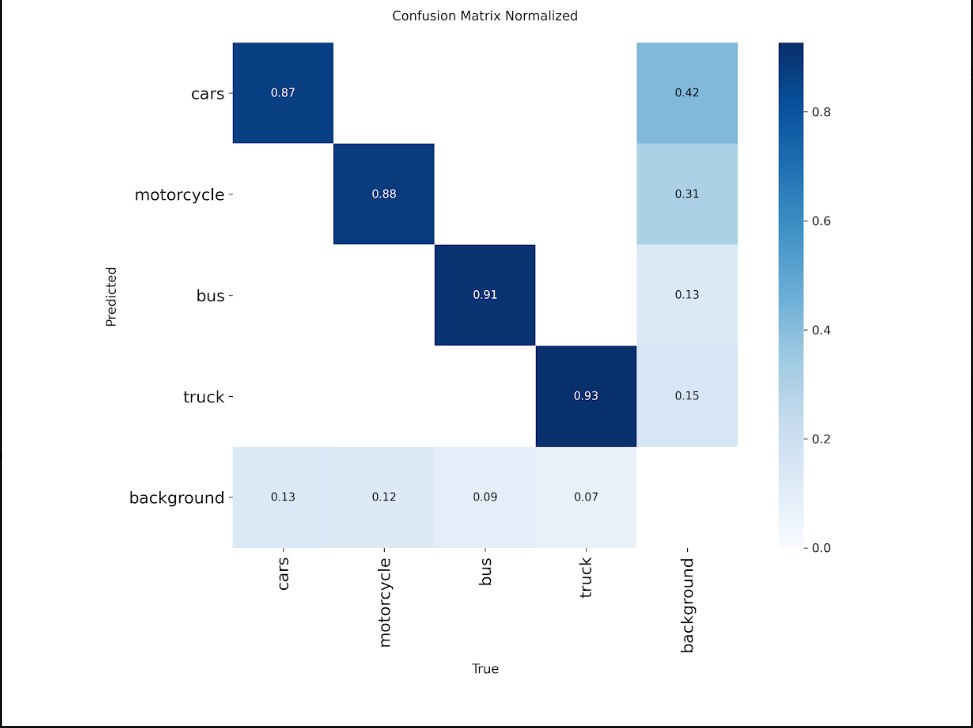 Confusion Matrix Normalized
cars
0.87
0.42
motorcycle
0.88
0.31
bus
0.91
0.13
truck
0.93
0.15
background
0.13
0.12
0.09
0.07
Predicted
cars
motorcycle
bus
truck
background
True
0.8
0.6
0.4
0.2
0.0